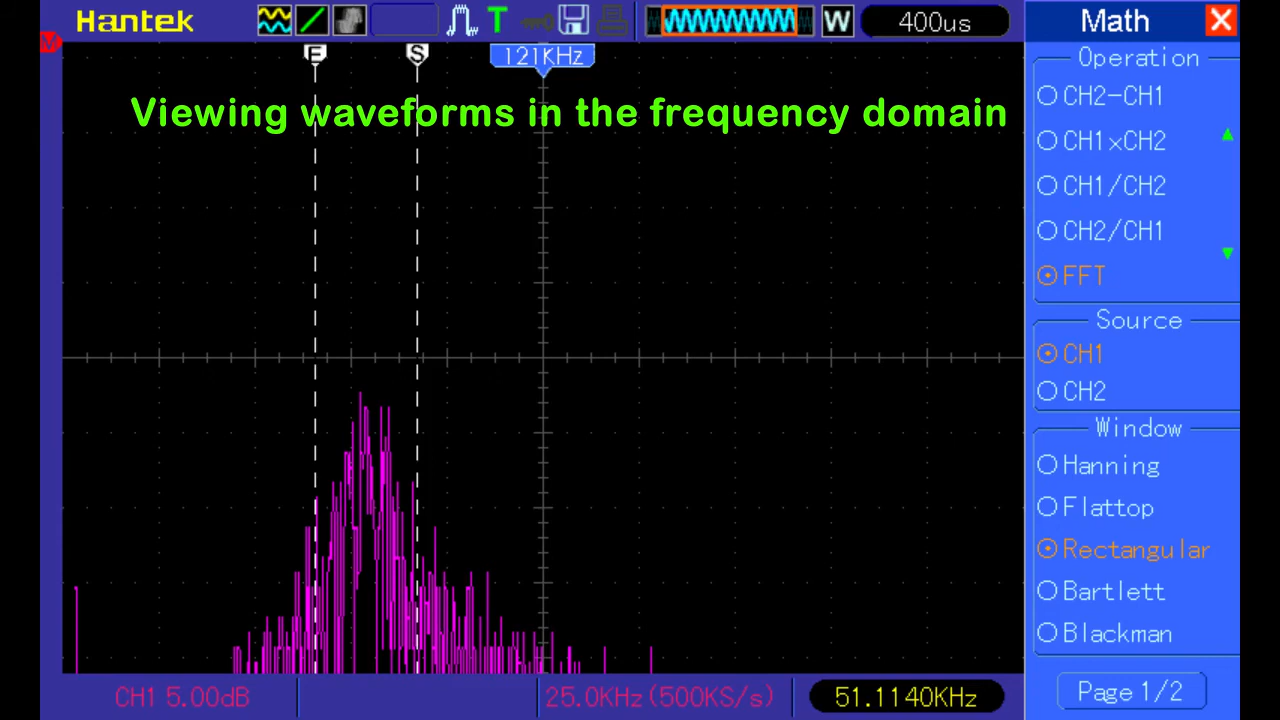 Hantek T W 400us Math
M F S 121KHz Operation
Viewing waveforms in the frequency domain
CH2-CH1
CH1xCH2
CH1/CH2
CH2/CH1
FFT
Source
CH1
CH2
Window
Hanning
Flattop
Rectangular
Bartlett
Blackman
Page 1/2
CH1 5.00dB 25.0KHz(500KS/s) 51.1140KHz